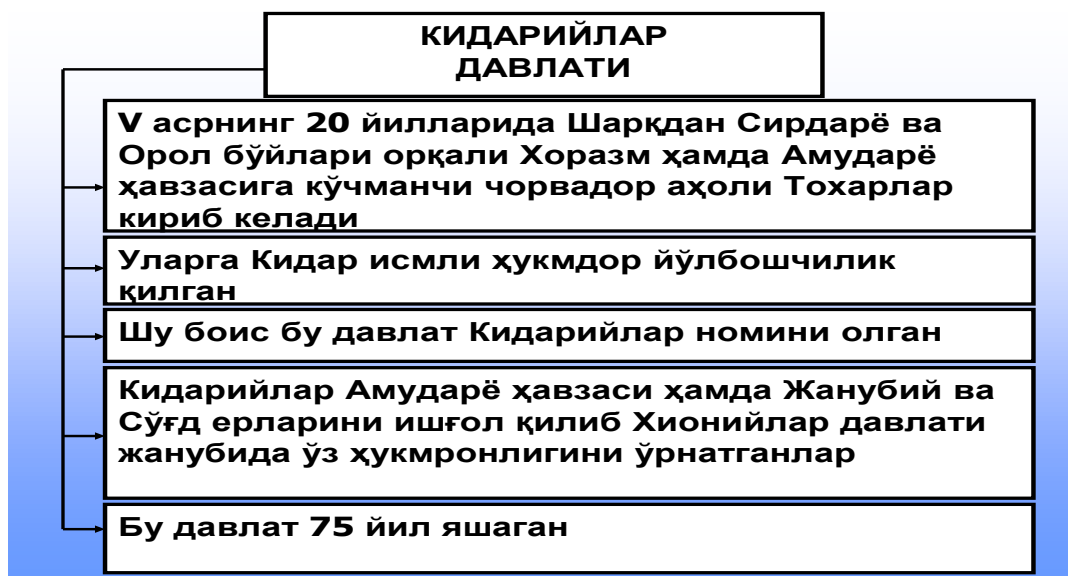 КИДАРИЙЛАР
ДАВЛАТИ
V асрнинг 20 йилларида Шарқдан Сирдарё ва
Орол бўйлари орқали Хоразм ҳамда Амударё
ҳавзасига кўчманчи чорвадор аҳоли Тохарлар
кириб келади
Уларга Кидар исмли ҳукмдор йўлбошчилик
қилган
Шу боис бу давлат Кидарийлар номини олган
Кидарийлар Амударё ҳавзаси ҳамда Жанубий ва
Сўғд ерларини ишғол қилиб Хионийлар давлати
жанубида ўз ҳукмронлигини ўрнатганлар
Бу давлат 75 йил яшаган